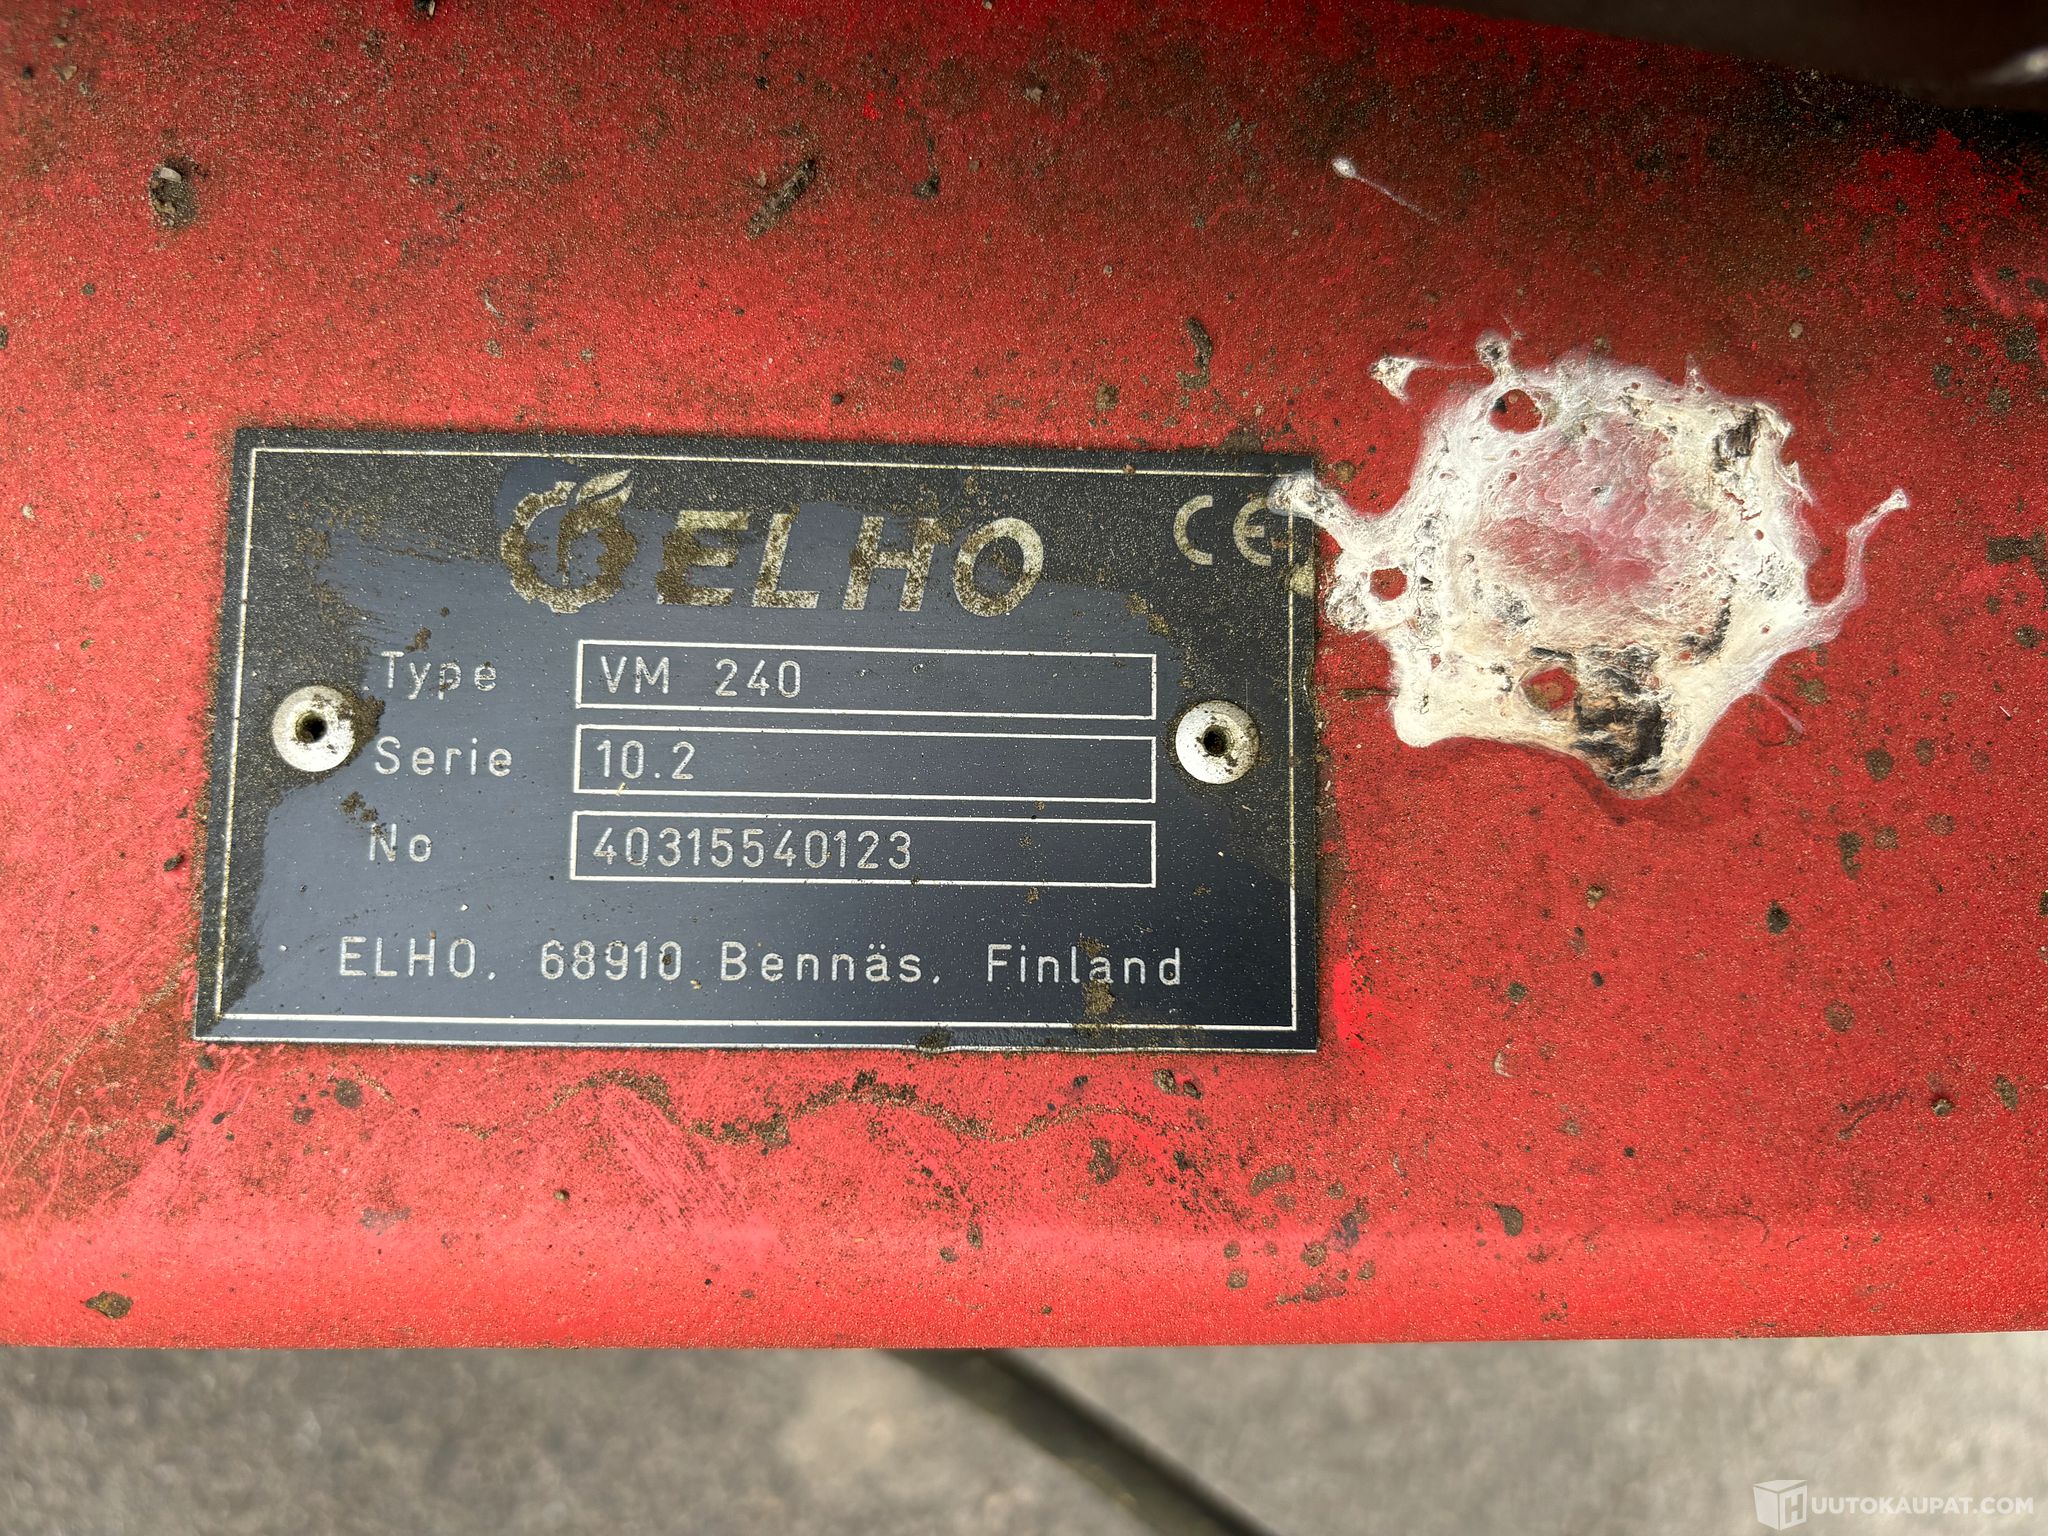 ELHO CE
Type VM 240
Serie 10.2
No 40315540123
ELHO. 68910 Bennäs. Finland
HUUTOKAUPAT.COM